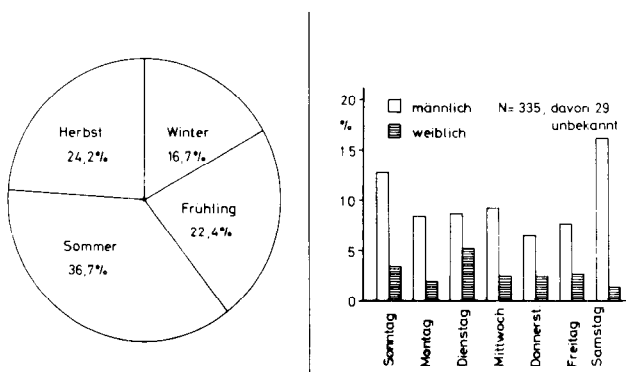 Herbst
24,2%
Winter
16,7%
Frühling
22,4%
Sommer
36,7%
20
%
15
10
5
0
männlich
weiblich
N= 335, davon 29
unbekannt
Sonntag
Montag
Dienstag
Mittwoch
Donnerst.
Freitag
Samstag